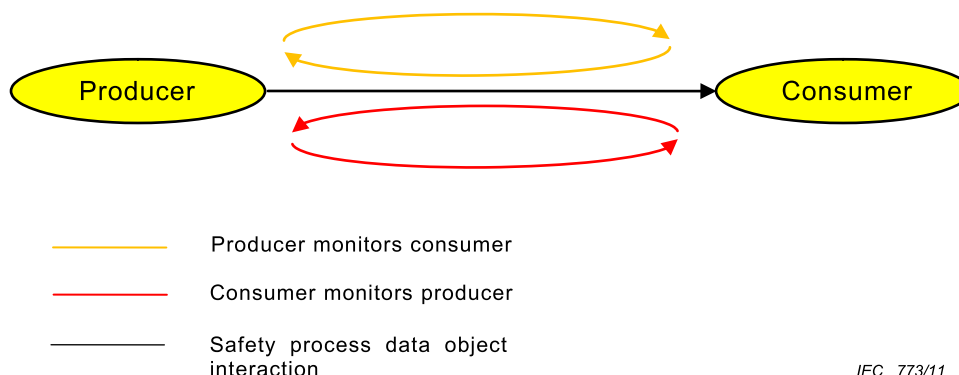 Producer
Consumer
Producer monitors consumer
Consumer monitors producer
Safety process data object
interaction
IEC 773/11